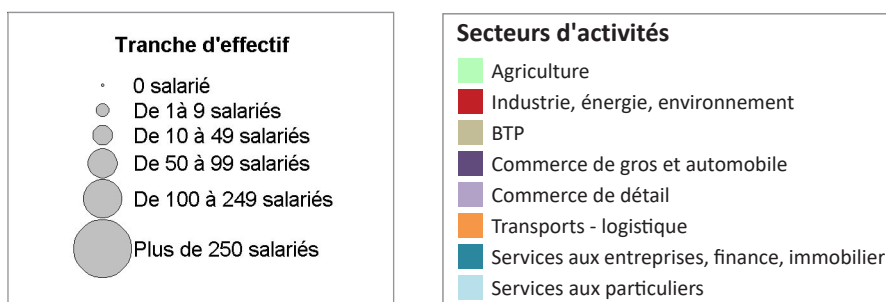 Tranche d'effectif
0 salarié
De 1à 9 salariés
De 10 à 49 salariés
De 50 à 99 salariés
De 100 à 249 salariés
Plus de 250 salariés
Secteurs d'activités
Agriculture
Industrie, énergie, environnement
BTP
Commerce de gros et automobile
Commerce de détail
Transports - logistique
Services aux entreprises, finance, immobilier
Services aux particuliers